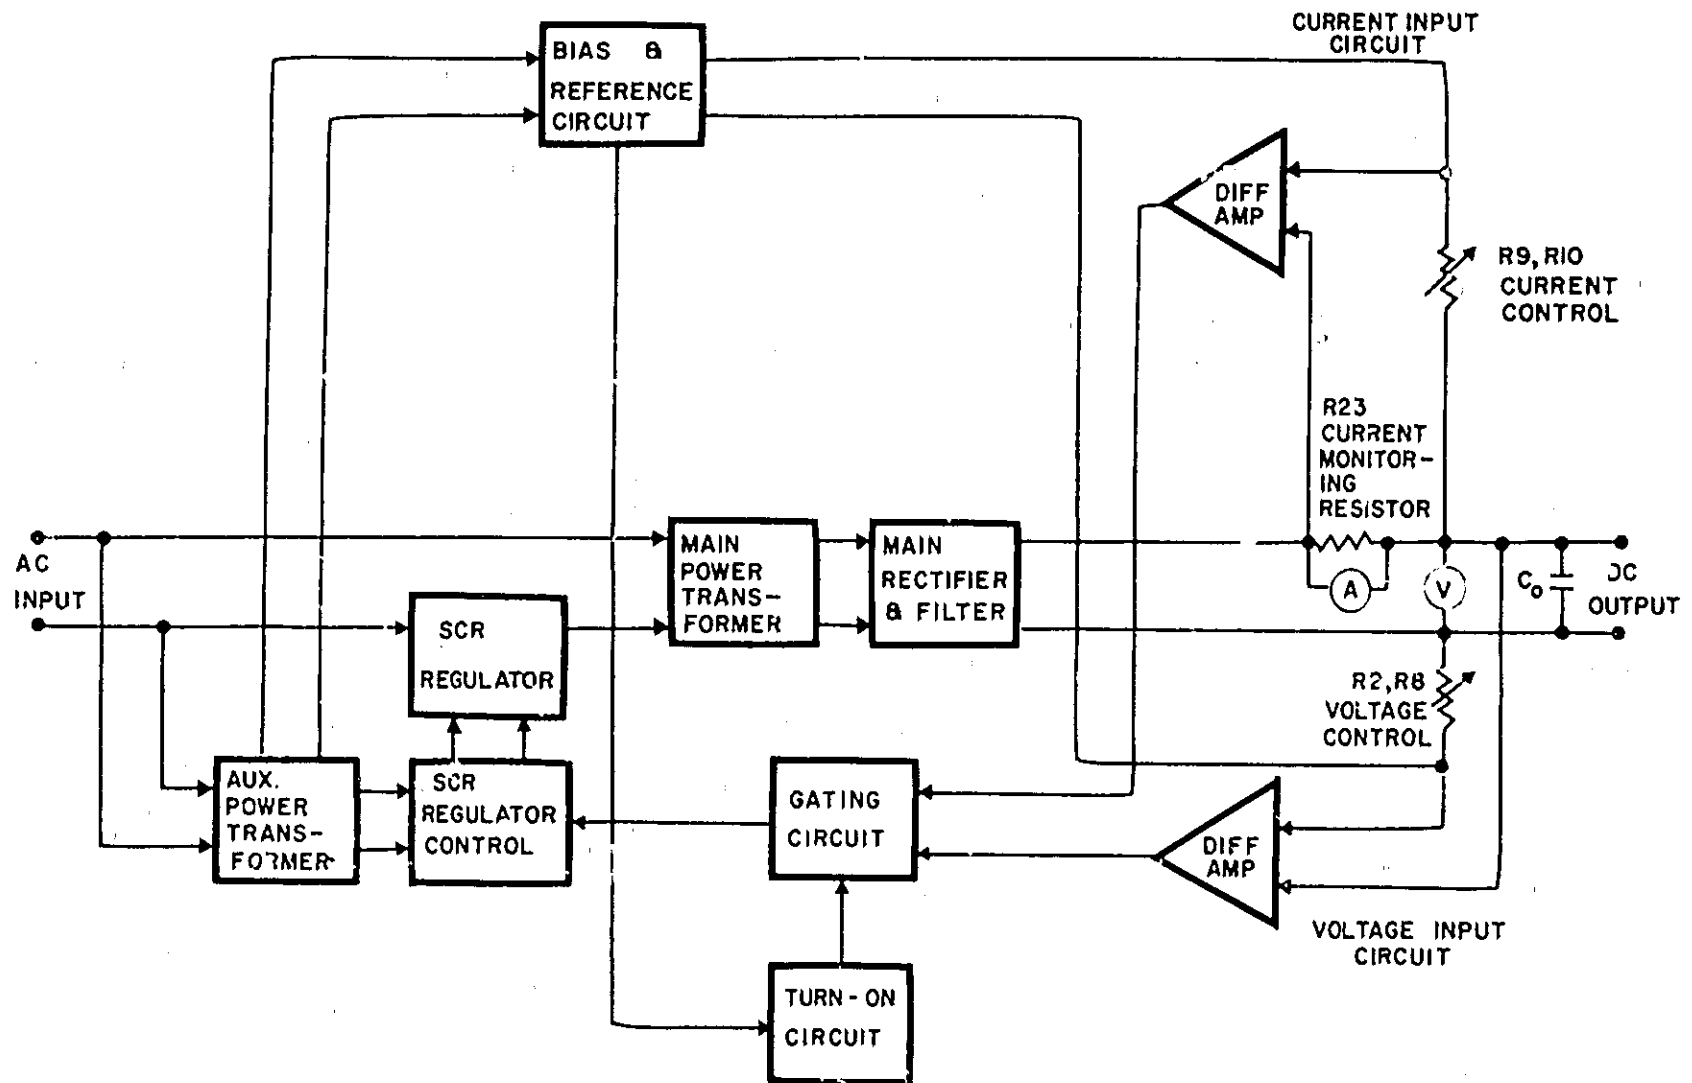 CURRENT INPUT
CIRCUIT
BIAS &
REFERENCE
CIRCUIT
DIFF
AMP
R9, R10
CURRENT
CONTROL
R23
CURRENT
MONITOR-
ING
RESISTOR
AC
INPUT
MAIN
POWER
TRANS-
FORMER
MAIN
RECTIFIER
& FILTER
A
V
Co
DC
OUTPUT
SCR
REGULATOR
R2, R8
VOLTAGE
CONTROL
AUX.
POWER
TRANS-
FORMER
SCR
REGULATOR
CONTROL
GATING
CIRCUIT
DIFF
AMP
VOLTAGE INPUT
CIRCUIT
TURN-ON
CIRCUIT